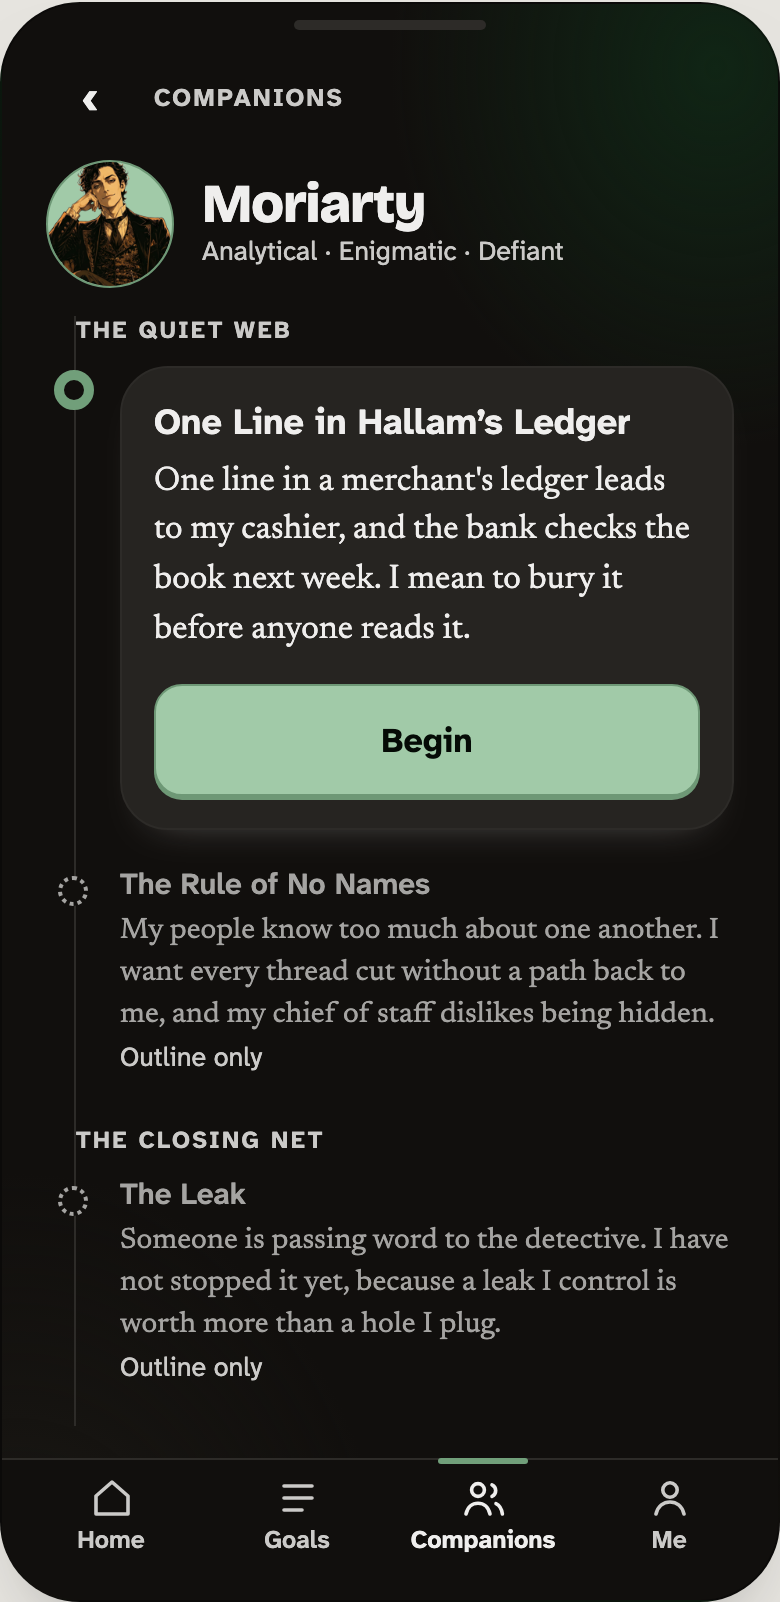 COMPANIONS
Moriarty
Analytical · Enigmatic · Defiant
THE QUIET WEB
One Line in Hallam’s Ledger
One line in a merchant's ledger leads
to my cashier, and the bank checks the
book next week. I mean to bury it
before anyone reads it.
Begin
The Rule of No Names
My people know too much about one another. I
want every thread cut without a path back to
me, and my chief of staff dislikes being hidden.
Outline only
THE CLOSING NET
The Leak
Someone is passing word to the detective. I have
not stopped it yet, because a leak I control is
worth more than a hole I plug.
Outline only
Home
Goals
Companions
Me